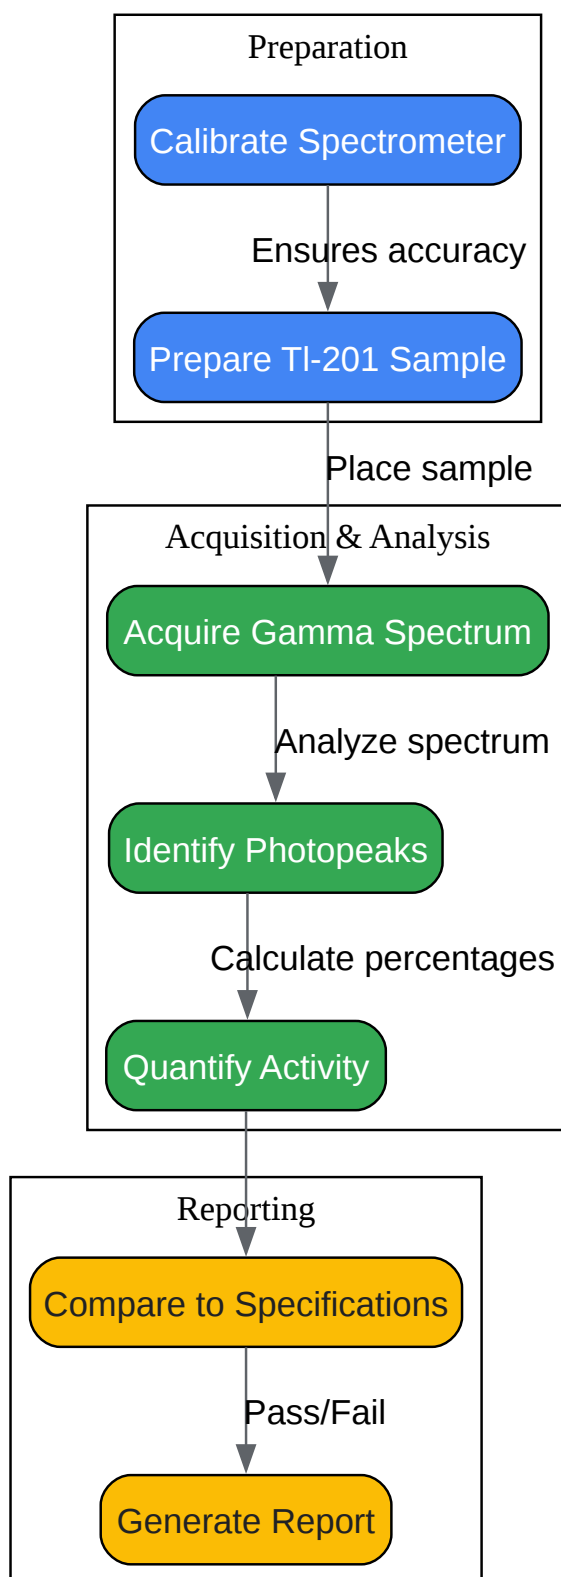 Preparation
Calibrate Spectrometer
Ensures accuracy
Prepare Tl-201 Sample
Place sample
Acquisition & Analysis
Acquire Gamma Spectrum
Analyze spectrum
Identify Photopeaks
Calculate percentages
Quantify Activity
Reporting
Compare to Specifications
Pass/Fail
Generate Report